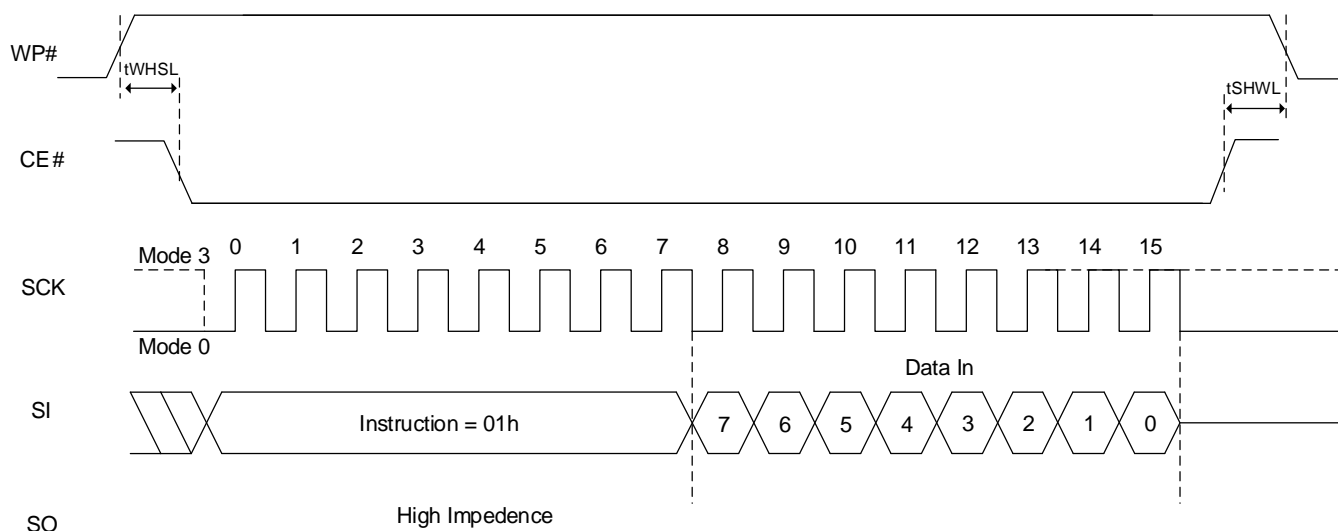 WP#
tWHSL
tSHWL
CE#
0 1 2 3 4 5 6 7 8 9 10 11 12 13 14 15
Mode 3
SCK
Mode 0
Data In
SI
Instruction = 01h
7 6 5 4 3 2 1 0
High Impedence
SO